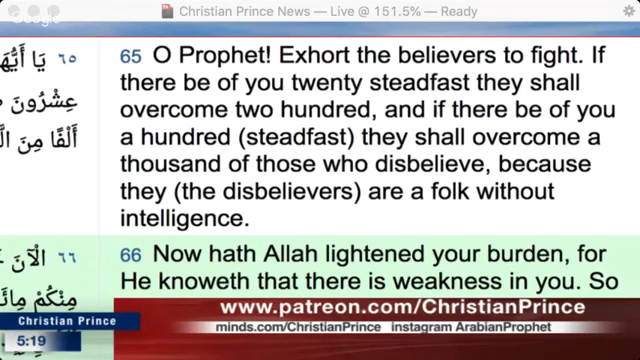 Christian Prince News — Live @ 151.5% — Ready
Google
٦٥ يَا أَيُّهَا
عِشْرُونَ
أَلْفًا مِنَ
65 O Prophet! Exhort the believers to fight. If
there be of you twenty steadfast they shall
overcome two hundred, and if there be of you
a hundred (steadfast) they shall overcome a
thousand of those who disbelieve, because
they (the disbelievers) are a folk without
intelligence.
٦٦ الْآنَ
مِنْكُمْ
66 Now hath Allah lightened your burden, for
He knoweth that there is weakness in you. So
www.patreon.com/ChristianPrince
minds.com/ChristianPrince instagram ArabianProphet
Christian Prince
5:19